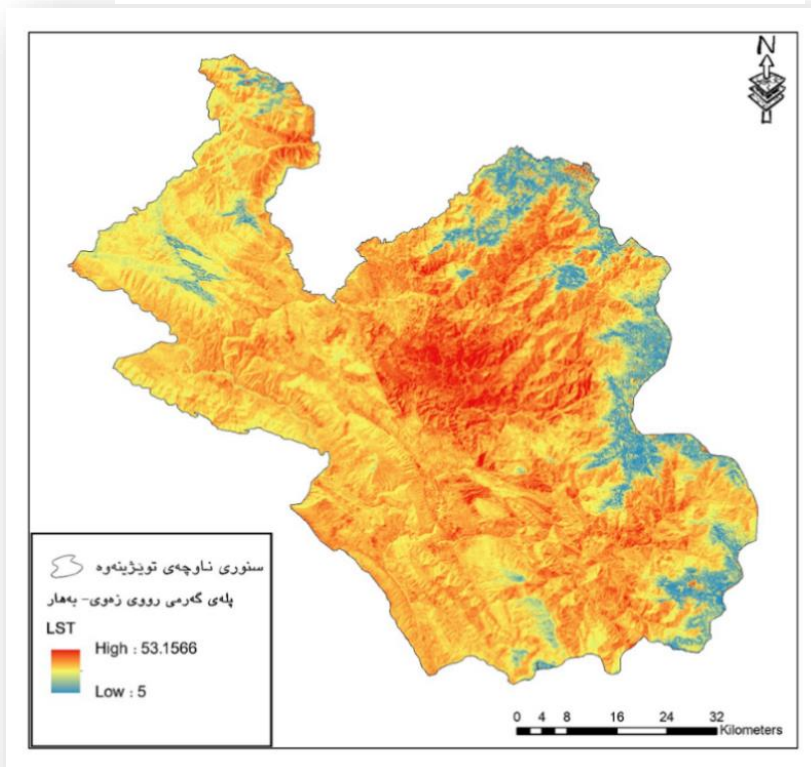 N
سنوری ناوچەی توێژینەوە
پلەی گەرمی رووی زەوی- بەهار
LST
High : 53.1566
Low : 5
0 4 8 16 24 32
Kilometers